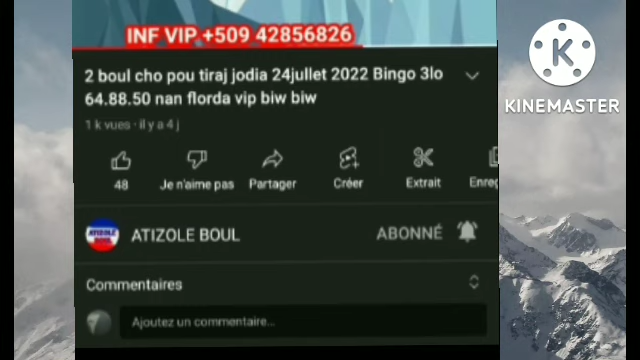 INF VIP +509 42856826
2 boul cho pou tiraj jodia 24jullet 2022 Bingo 3lo
64.88.50 nan florda vip biw biw
1 k vues · il y a 4 j
48
Je n'aime pas
Partager
Créer
Extrait
Enreg
ATIZOLE BOUL
ATIZOLE BOUL
ABONNÉ
Commentaires
Ajoutez un commentaire...
K
KINEMASTER